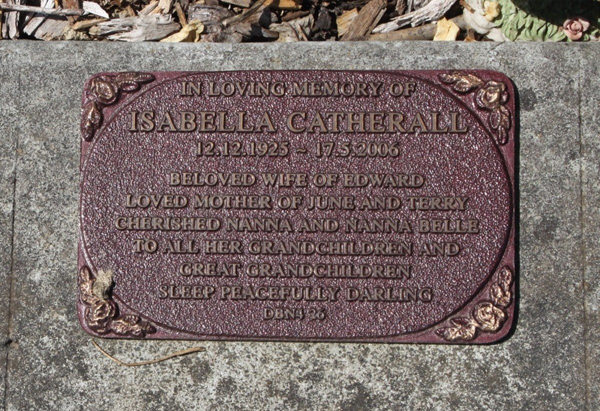 IN LOVING MEMORY OF
ISABELLA CATHERALL
12.12.1925 - 17.5.2006
BELOVED WIFE OF EDWARD
LOVED MOTHER OF JUNE AND TERRY
CHERISHED NANNA AND NANNA BELLE
TO ALL HER GRANDCHILDREN AND
GREAT GRANDCHILDREN
SLEEP PEACEFULLY DARLING
DBN4'26